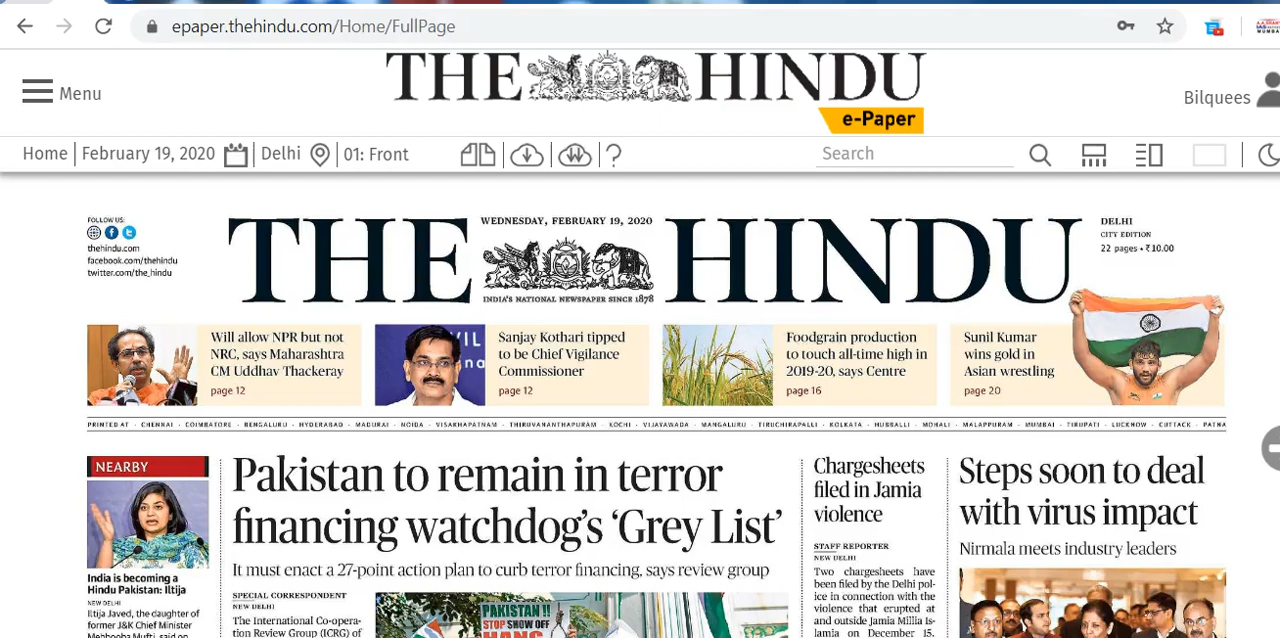 epaper.thehindu.com/Home/FullPage
Menu
THE HINDU
e-Paper
Bilquees
Home
February 19, 2020
Delhi
01: Front
?
Search
FOLLOW US:
thehindu.com
facebook.com/thehindu
twitter.com/the_hindu
THE HINDU
WEDNESDAY, FEBRUARY 19, 2020
INDIA'S NATIONAL NEWSPAPER SINCE 1878
DELHI
CITY EDITION
22 pages • ₹10.00
Will allow NPR but not
NRC, says Maharashtra
CM Uddhav Thackeray
page 12
Sanjay Kothari tipped
to be Chief Vigilance
Commissioner
page 12
Foodgrain production
to touch all-time high in
2019-20, says Centre
page 16
Sunil Kumar
wins gold in
Asian wrestling
page 20
PRINTED AT · CHENNAI · COIMBATORE · BENGALURU · HYDERABAD · MADURAI · NOIDA · VISAKHAPATNAM · THIRUVANANTHAPURAM · KOCHI · VIJAYAWADA · MANGALURU · TIRUCHIRAPALLI · KOLKATA · HUBBALLI · MOHALI · MALAPPURAM · MUMBAI · TIRUPATI · LUCKNOW · CUTTACK · PATNA
NEARBY
India is becoming a
Hindu Pakistan: Iltija
NEW DELHI
Iltija Javed, the daughter of
former J&K Chief Minister
Mehbooba Mufti, said on
Pakistan to remain in terror
financing watchdog's 'Grey List'
It must enact a 27-point action plan to curb terror financing, says review group
SPECIAL CORRESPONDENT
NEW DELHI
The International Co-opera-
tion Review Group (ICRG) of
PAKISTAN !!
STOP SHOW OFF
HANG
Chargesheets
filed in Jamia
violence
STAFF REPORTER
NEW DELHI
Two chargesheets have
been filed by the Delhi pol-
ice in connection with the
violence that erupted at
and outside Jamia Millia Is-
lamia on December 15.
Steps soon to deal
with virus impact
Nirmala meets industry leaders